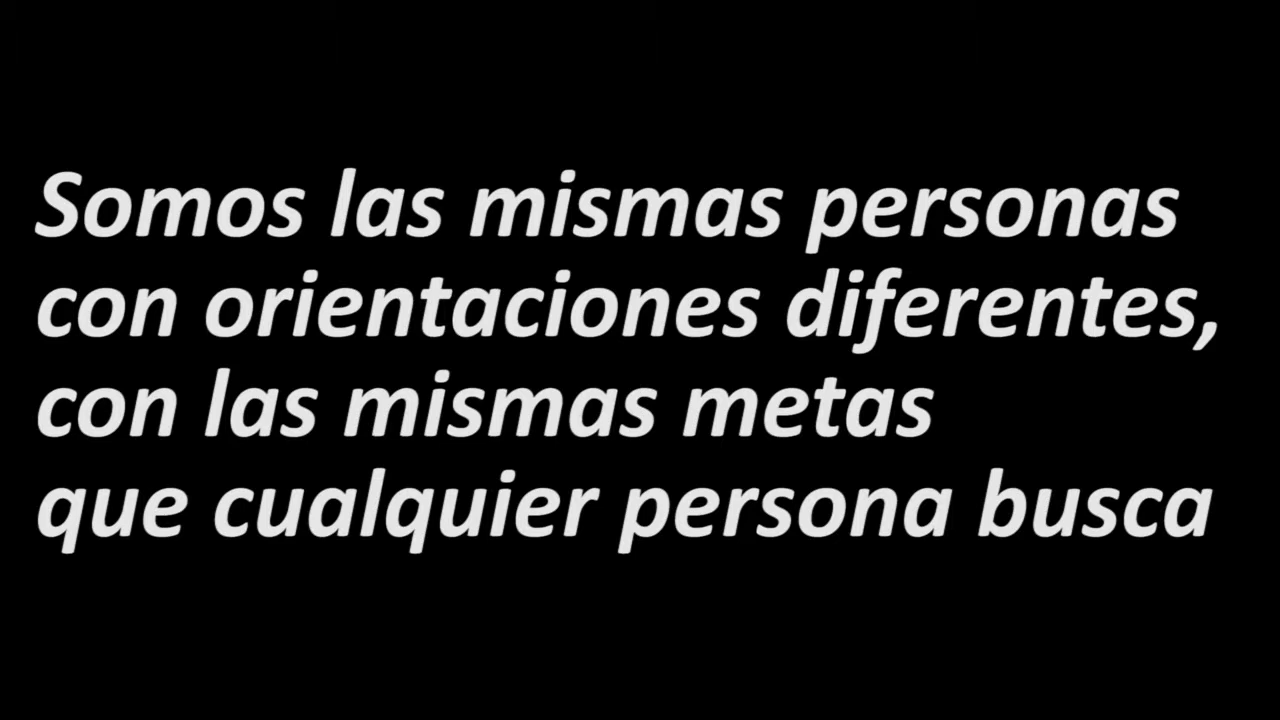 Somos las mismas personas
con orientaciones diferentes,
con las mismas metas
que cualquier persona busca